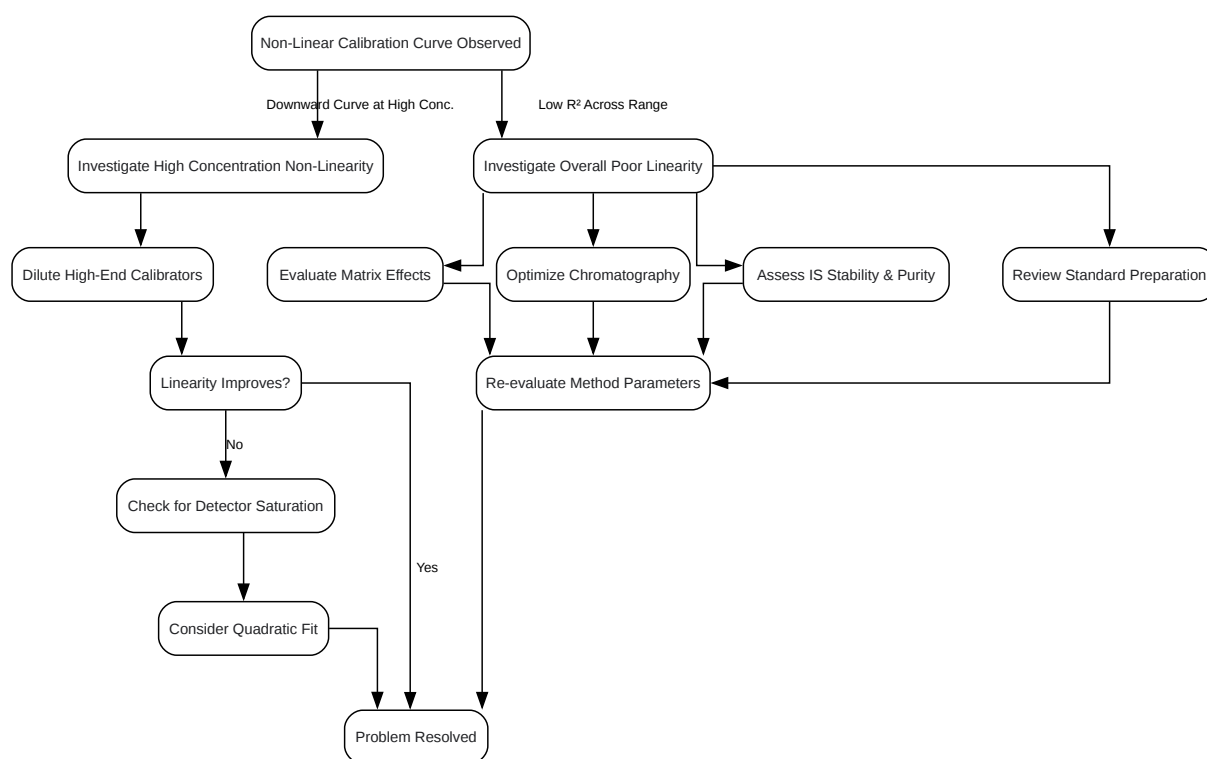 Non-Linear Calibration Curve Observed
Downward Curve at High Conc.
Low R² Across Range
Investigate High Concentration Non-Linearity
Investigate Overall Poor Linearity
Dilute High-End Calibrators
Evaluate Matrix Effects
Optimize Chromatography
Assess IS Stability & Purity
Review Standard Preparation
Linearity Improves?
Re-evaluate Method Parameters
No
Check for Detector Saturation
Yes
Consider Quadratic Fit
Problem Resolved